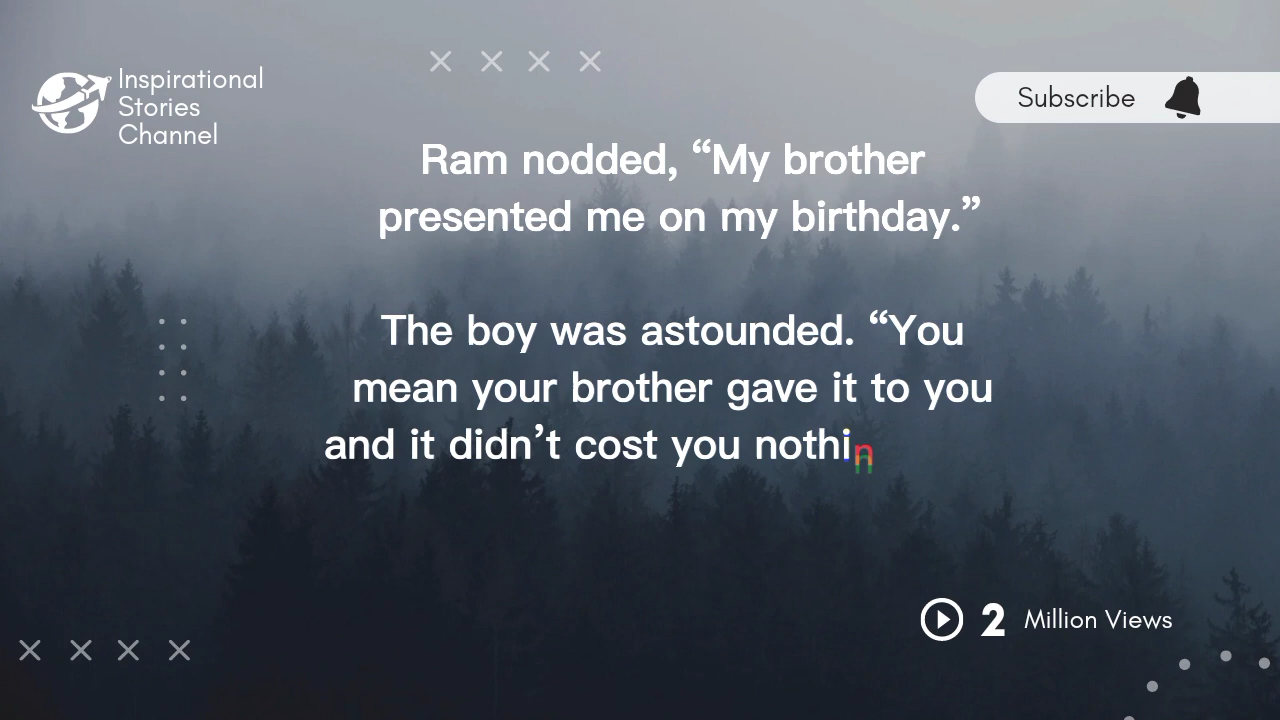 Inspirational
Stories
Channel
Subscribe
Ram nodded, “My brother
presented me on my birthday.”
The boy was astounded. “You
mean your brother gave it to you
and it didn’t cost you nothin
2 Million Views